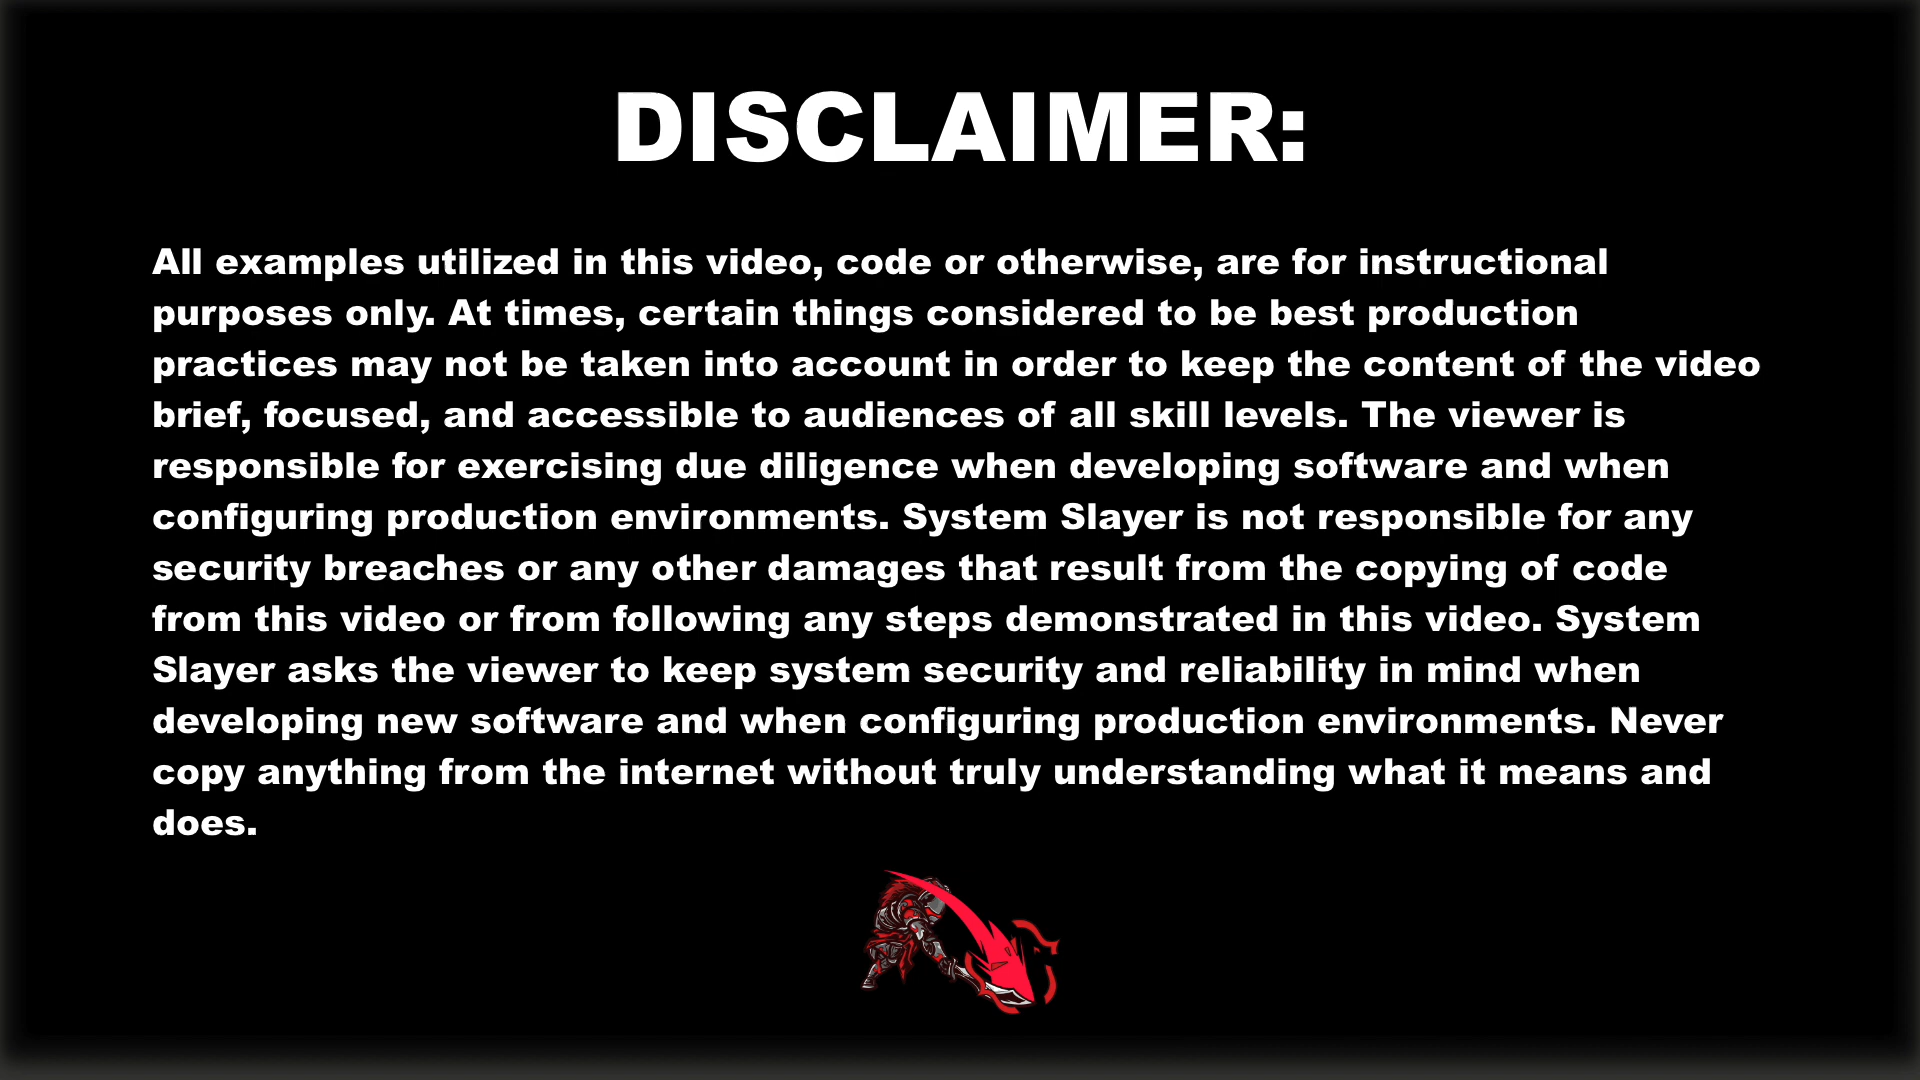 DISCLAIMER:
All examples utilized in this video, code or otherwise, are for instructional
purposes only. At times, certain things considered to be best production
practices may not be taken into account in order to keep the content of the video
brief, focused, and accessible to audiences of all skill levels. The viewer is
responsible for exercising due diligence when developing software and when
configuring production environments. System Slayer is not responsible for any
security breaches or any other damages that result from the copying of code
from this video or from following any steps demonstrated in this video. System
Slayer asks the viewer to keep system security and reliability in mind when
developing new software and when configuring production environments. Never
copy anything from the internet without truly understanding what it means and
does.